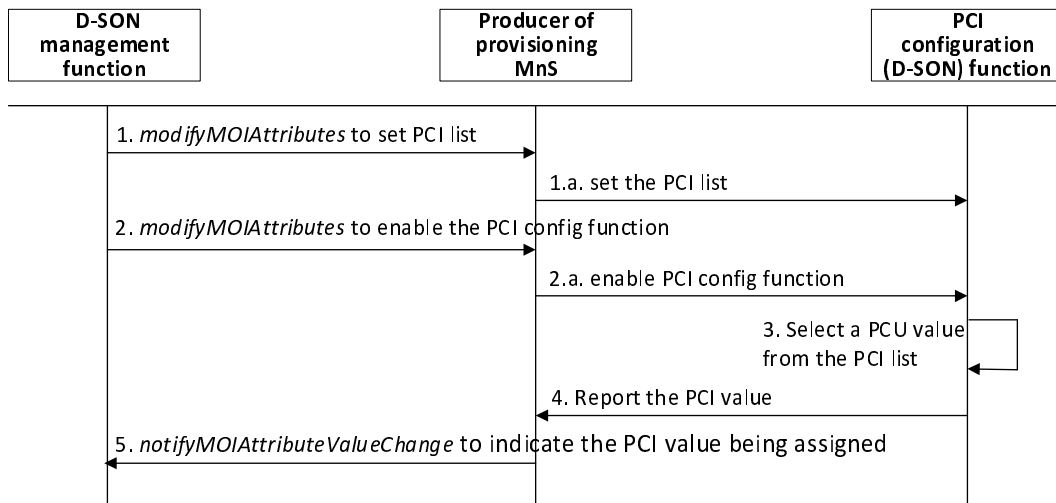 D-SON
management
function
Producer of
provisioning
MnS
PCI
configuration
(D-SON) function
1. modifyMOIAttributes to set PCI list
1.a. set the PCI list
2. modifyMOIAttributes to enable the PCI config function
2.a. enable PCI config function
3. Select a PCU value
from the PCI list
4. Report the PCI value
5. notifyMOIAttributeValueChange to indicate the PCI value being assigned